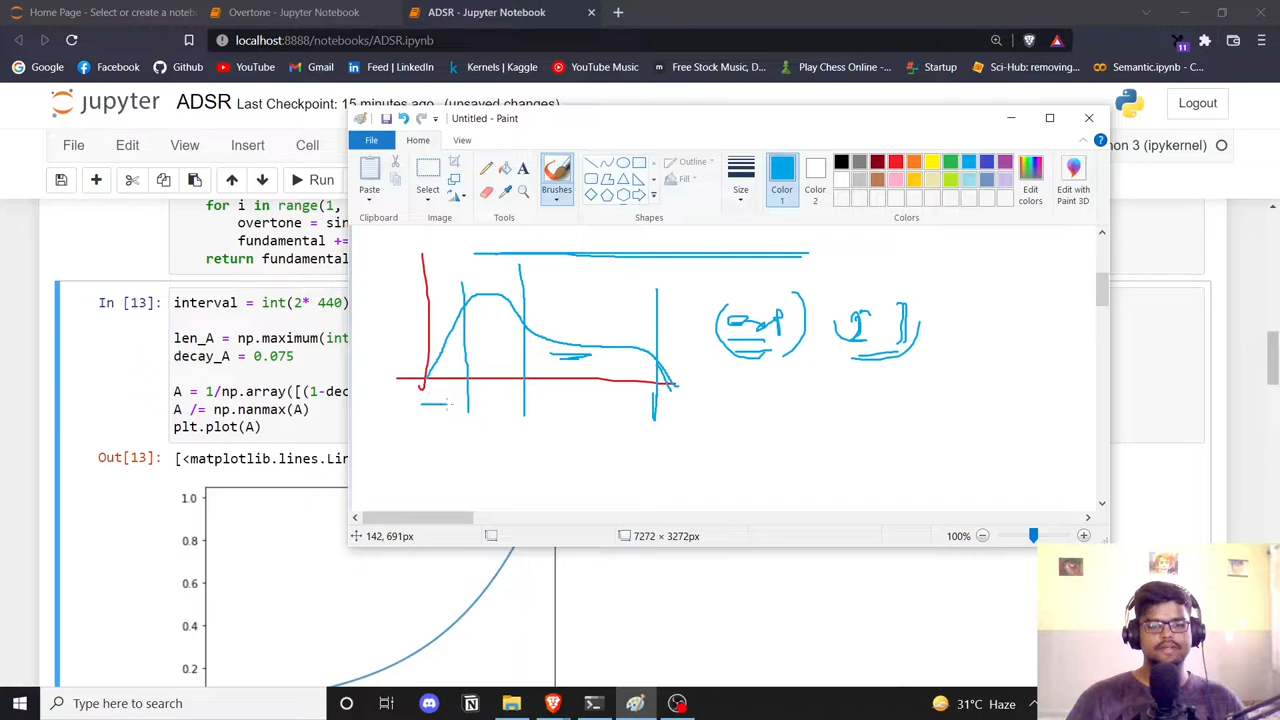 Home Page - Select or create a noteb
Overtone - Jupyter Notebook
ADSR - Jupyter Notebook
localhost:8888/notebooks/ADSR.ipynb
11
Google
Facebook
Github
YouTube
Gmail
Feed | LinkedIn
Kernels | Kaggle
YouTube Music
Free Stock Music, D...
Play Chess Online -...
Startup
Sci-Hub: removing...
Semantic.ipynb - C...
jupyter
ADSR
Last Checkpoint: 15 minutes ago (unsaved changes)
Logout
File
Edit
View
Insert
Cell
on 3 (ipykernel)
Run
Untitled - Paint
File
Home
View
Paste
Select
Brushes
Size
Color
1
Color
2
Edit
colors
Edit with
Paint 3D
Outline
Fill
Clipboard
Image
Tools
Shapes
Colors
for i in range(1,
overtone = sin
fundamental +=
return fundamental
In [13]:
interval = int(2* 440)
len_A = np.maximum(int
decay_A = 0.075
A = 1/np.array([(1-dec
A /= np.nanmax(A)
plt.plot(A)
Out[13]
[<matplotlib.lines.Lin
1.0
0.8
0.6
0.4
0.2
142, 691px
7272 × 3272px
100%
Type here to search
31°C Haze